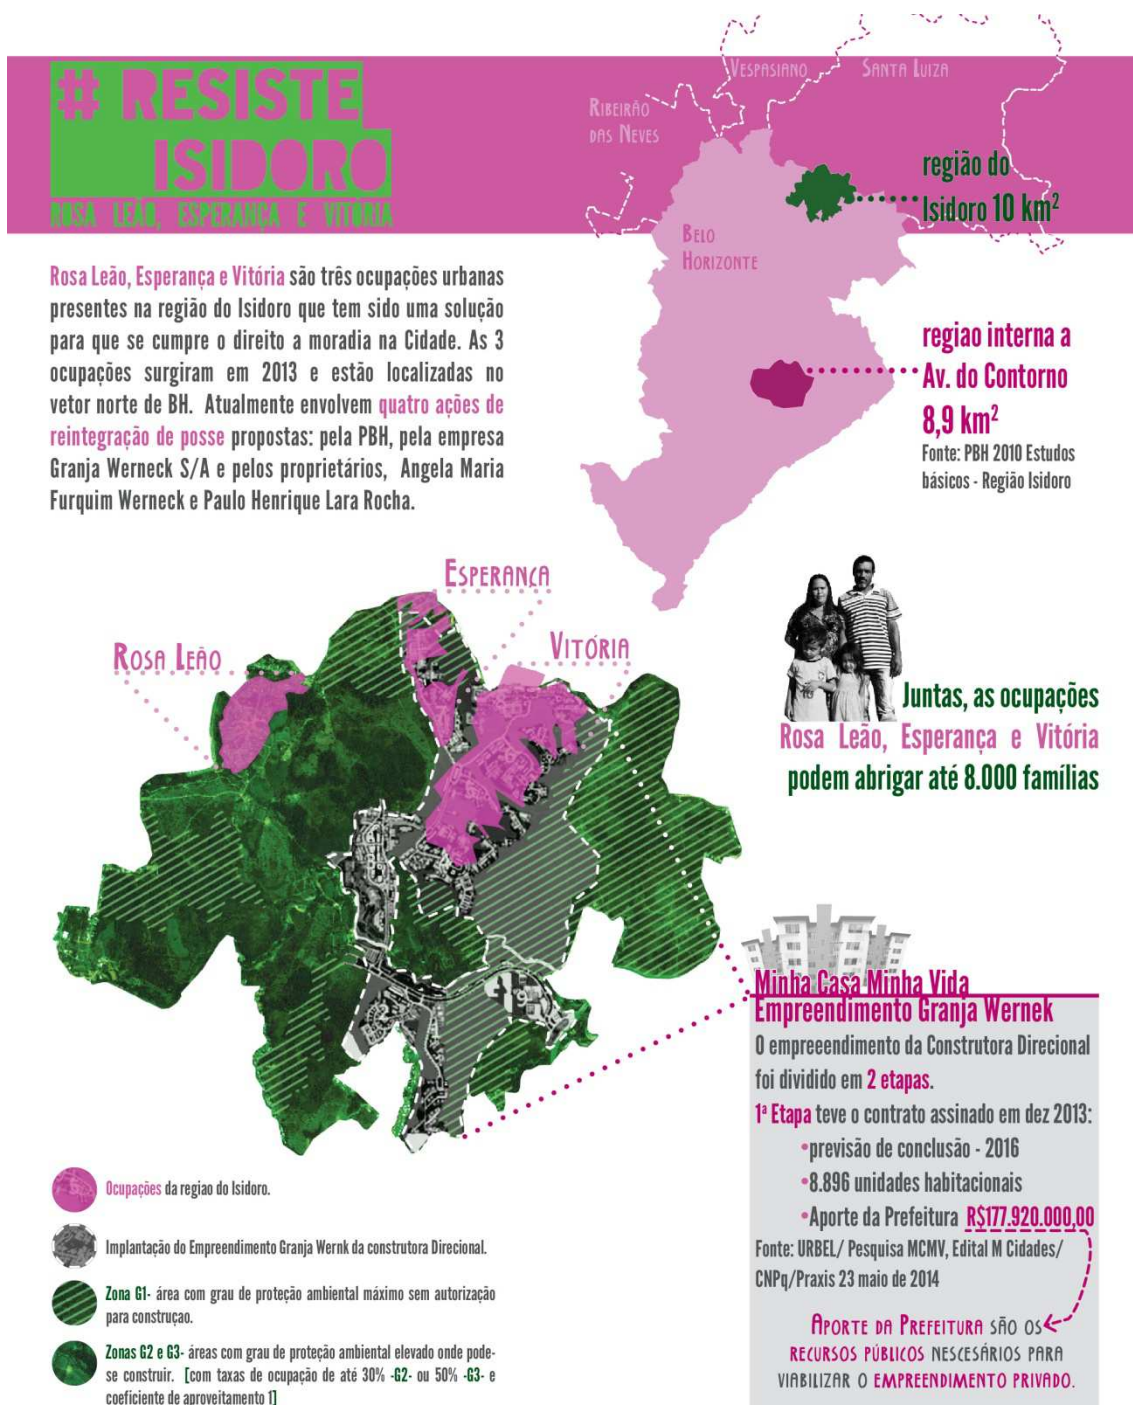 # RESISTE
ISIDORO
ROSA LEÃO, ESPERANÇA E VITÓRIA
VESPASIANO
SANTA LUIZA
RIBEIRÃO
DAS NEVES
BELO
HORIZONTE
região do
Isidoro 10 km²
regiao interna a
Av. do Contorno
8,9 km²
Fonte: PBH 2010 Estudos
básicos - Região Isidoro
Rosa Leão, Esperança e Vitória são três ocupações urbanas
presentes na região do Isidoro que tem sido uma solução
para que se cumpre o direito a moradia na Cidade. As 3
ocupações surgiram em 2013 e estão localizadas no
vetor norte de BH. Atualmente envolvem quatro ações de
reintegração de posse propostas: pela PBH, pela empresa
Granja Werneck S/A e pelos proprietários, Angela Maria
Furquim Werneck e Paulo Henrique Lara Rocha.
ESPERANÇA
ROSA LEÃO
VITÓRIA
Juntas, as ocupações
Rosa Leão, Esperança e Vitória
podem abrigar até 8.000 famílias
Minha Casa Minha Vida
Empreendimento Granja Wernek
O empreeendimento da Construtora Direcional
foi dividido em 2 etapas.
1ª Etapa teve o contrato assinado em dez 2013:
•previsão de conclusão - 2016
•8.896 unidades habitacionais
•Aporte da Prefeitura R$177.920.000,00
Fonte: URBEL/ Pesquisa MCMV, Edital M Cidades/
CNPq/Praxis 23 maio de 2014
APORTE DA PREFEITURA SÃO OS
RECURSOS PÚBLICOS NESCESÁRIOS PARA
VIABILIZAR O EMPREENDIMENTO PRIVADO.
Ocupações da regiao do Isidoro.
Implantação do Empreendimento Granja Wernk da construtora Direcional.
Zona G1- área com grau de proteção ambiental máximo sem autorização
para construçao.
Zonas G2 e G3- áreas com grau de proteção ambiental elevado onde pode-
se construir. [com taxas de ocupação de até 30% -G2- ou 50% -G3- e
coeficiente de aproveitamento 1]